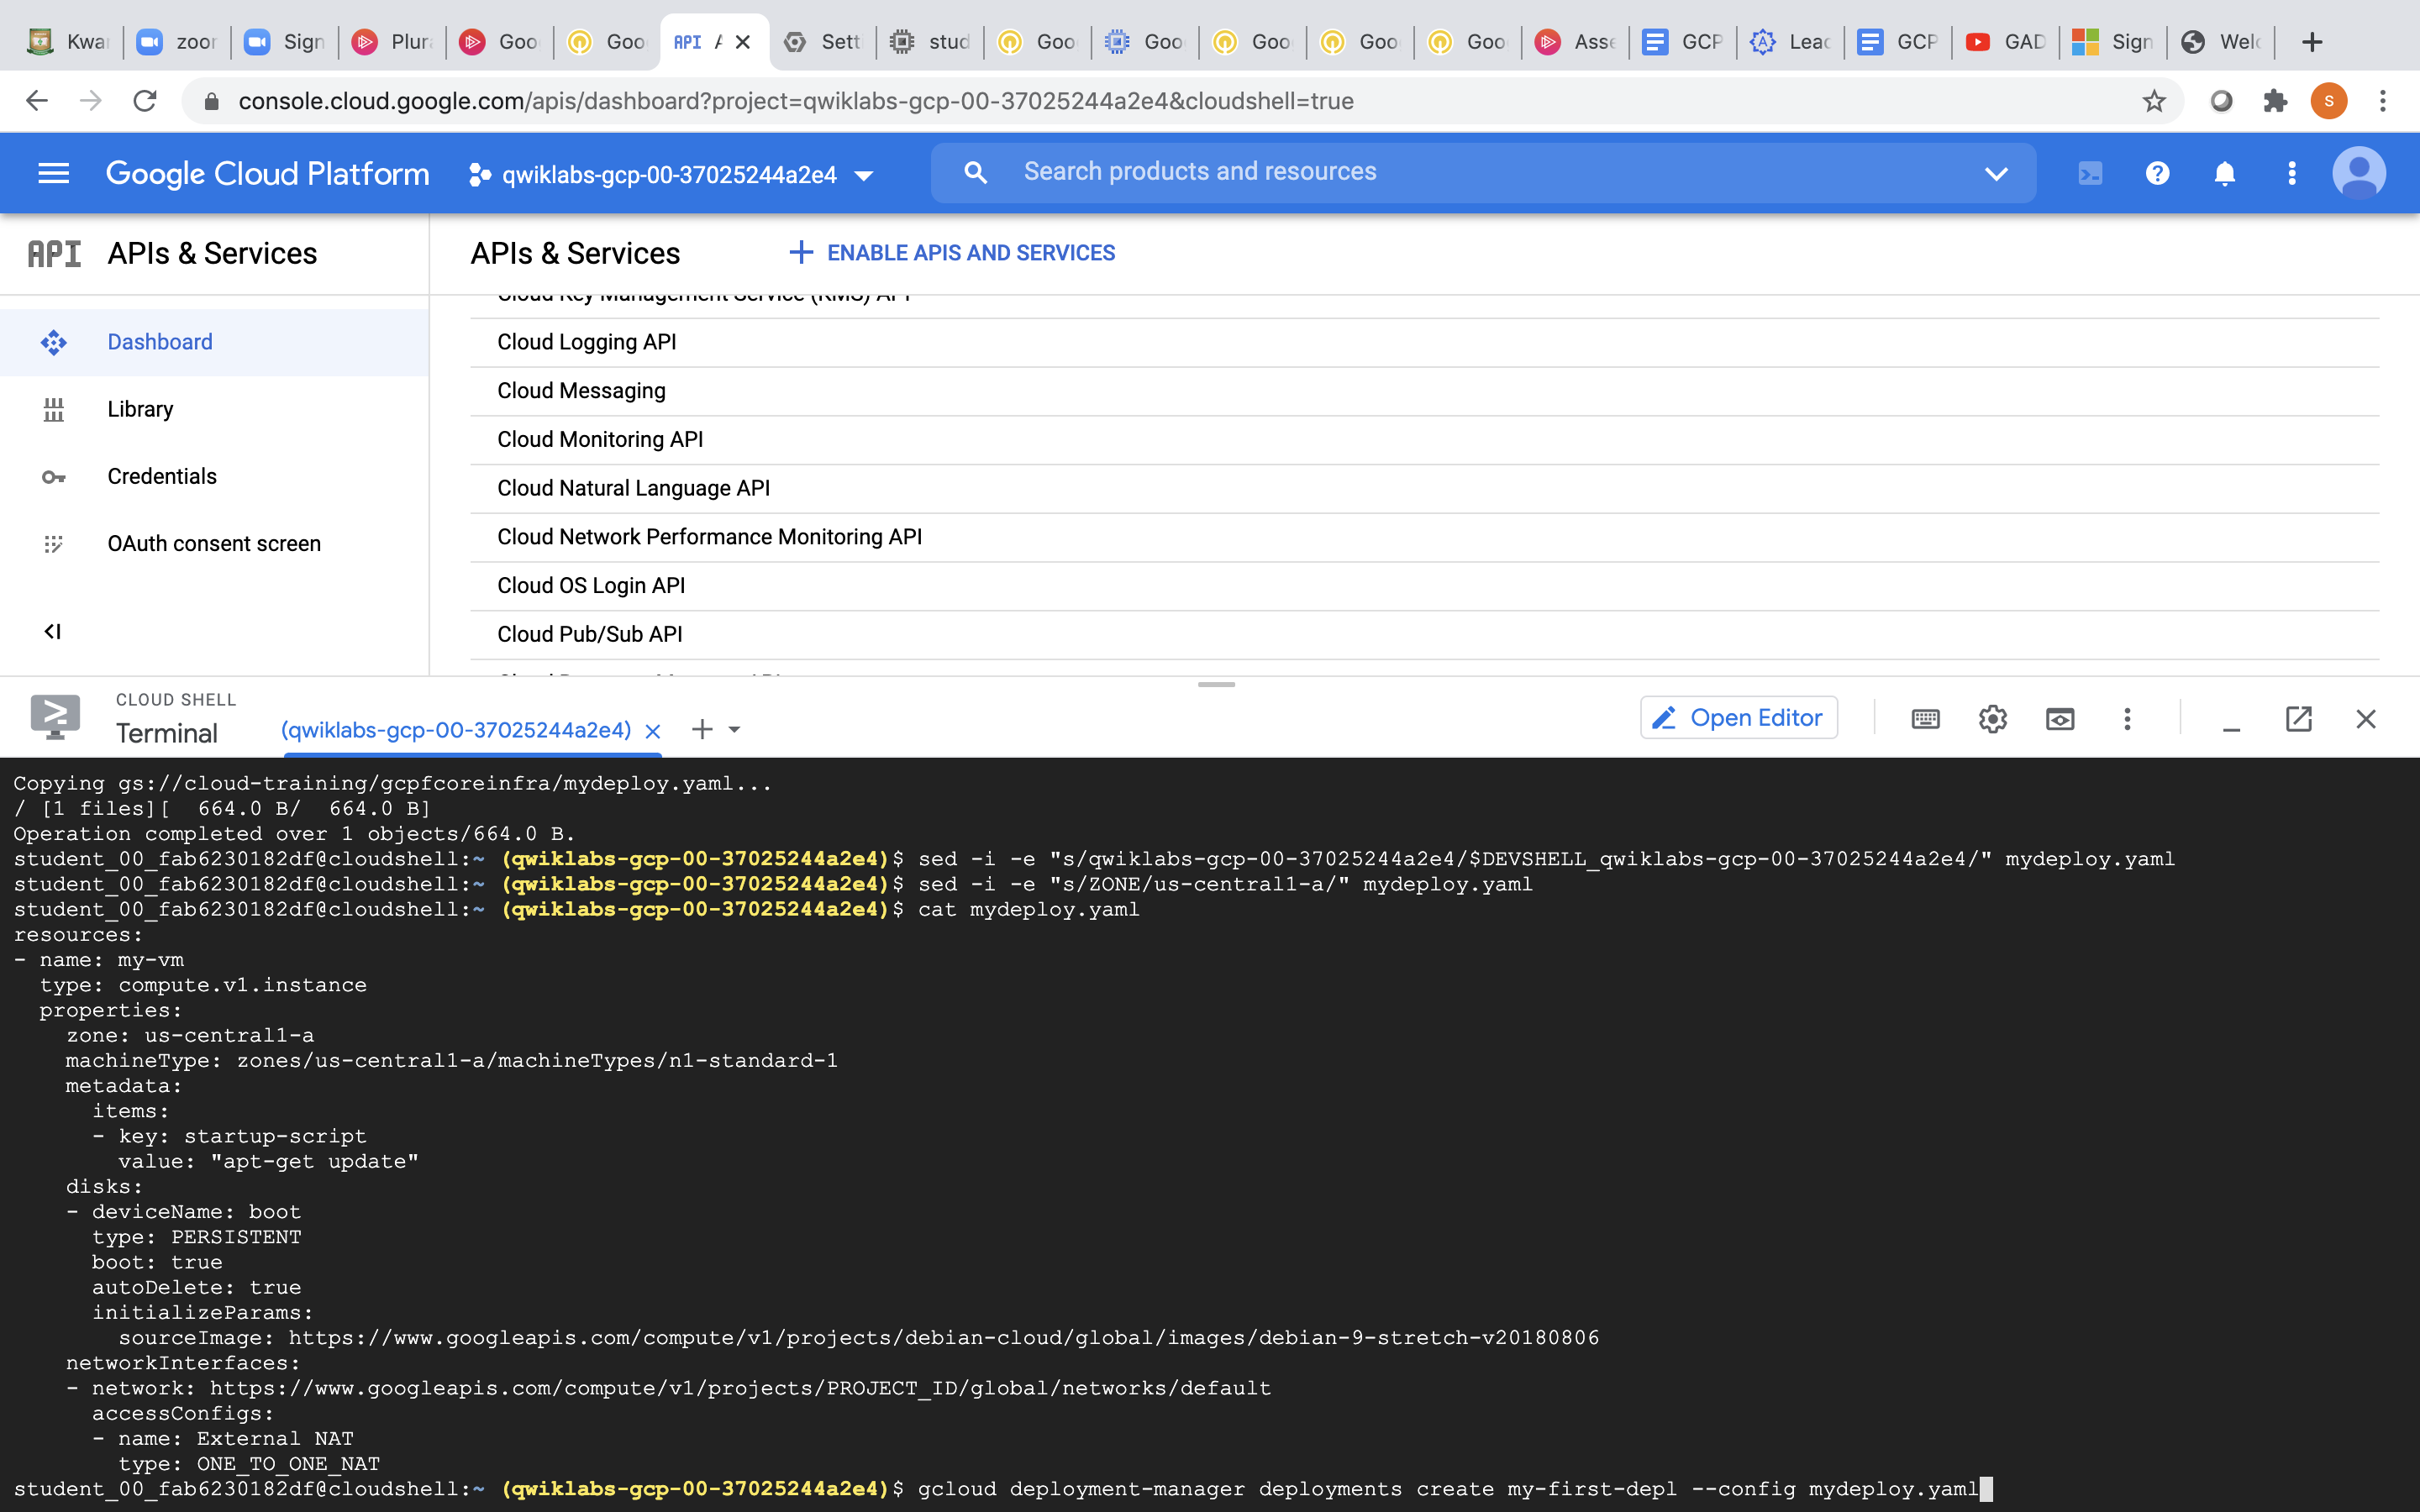 Kwa
zoor
Sign
Plur
Goo
Goo
API
Sett
stud
Goo
Goo
Goo
Goo
Goo
Asse
GCP
Leac
GCP
GAD
Sign
Welc
console.cloud.google.com/apis/dashboard?project=qwiklabs-gcp-00-37025244a2e4&cloudshell=true
S
Google Cloud Platform
qwiklabs-gcp-00-37025244a2e4
Search products and resources
API APIs & Services
APIs & Services
ENABLE APIS AND SERVICES
Dashboard
Library
Credentials
OAuth consent screen
Cloud Key Management Service (KMS) API
Cloud Logging API
Cloud Messaging
Cloud Monitoring API
Cloud Natural Language API
Cloud Network Performance Monitoring API
Cloud OS Login API
Cloud Pub/Sub API
CLOUD SHELL
Terminal
(qwiklabs-gcp-00-37025244a2e4)
Open Editor
Copying gs://cloud-training/gcpfcoreinfra/mydeploy.yaml...
/ [1 files][  664.0 B/  664.0 B]
Operation completed over 1 objects/664.0 B.
student_00_fab6230182df@cloudshell:~ (qwiklabs-gcp-00-37025244a2e4)$ sed -i -e "s/qwiklabs-gcp-00-37025244a2e4/$DEVSHELL_qwiklabs-gcp-00-37025244a2e4/" mydeploy.yaml
student_00_fab6230182df@cloudshell:~ (qwiklabs-gcp-00-37025244a2e4)$ sed -i -e "s/ZONE/us-central1-a/" mydeploy.yaml
student_00_fab6230182df@cloudshell:~ (qwiklabs-gcp-00-37025244a2e4)$ cat mydeploy.yaml
resources:
- name: my-vm
  type: compute.v1.instance
  properties:
    zone: us-central1-a
    machineType: zones/us-central1-a/machineTypes/n1-standard-1
    metadata:
      items:
      - key: startup-script
        value: "apt-get update"
    disks:
    - deviceName: boot
      type: PERSISTENT
      boot: true
      autoDelete: true
      initializeParams:
        sourceImage: https://www.googleapis.com/compute/v1/projects/debian-cloud/global/images/debian-9-stretch-v20180806
    networkInterfaces:
    - network: https://www.googleapis.com/compute/v1/projects/PROJECT_ID/global/networks/default
      accessConfigs:
      - name: External NAT
        type: ONE_TO_ONE_NAT
student_00_fab6230182df@cloudshell:~ (qwiklabs-gcp-00-37025244a2e4)$ gcloud deployment-manager deployments create my-first-depl --config mydeploy.yaml